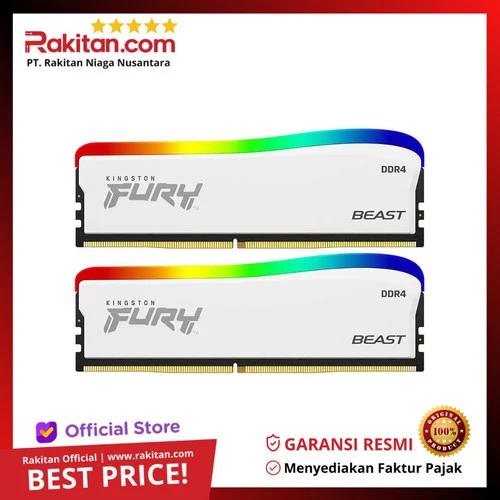 Rakitan.com
PT. Rakitan Niaga Nusantara
KINGSTON
FURY
DDR4
BEAST
KINGSTON
FURY
DDR4
BEAST
Official Store
Rakitan Official | www.rakitan.com
BEST PRICE!
GARANSI RESMI
Menyediakan Faktur Pajak
ORIGINAL
100%
PRODUCT